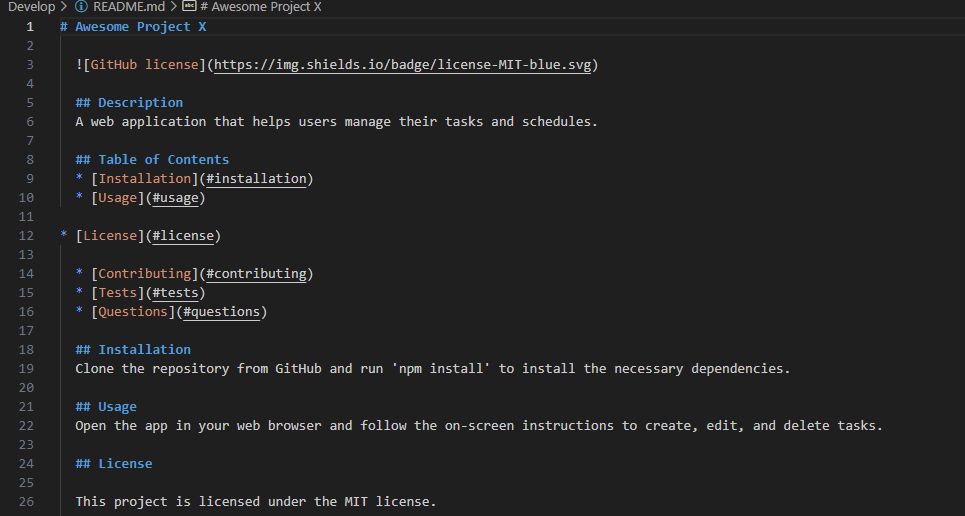 Develop > README.md > # Awesome Project X
1 # Awesome Project X
2
3 ![GitHub license](https://img.shields.io/badge/license-MIT-blue.svg)
4
5 ## Description
6 A web application that helps users manage their tasks and schedules.
7
8 ## Table of Contents
9 * [Installation](#installation)
10 * [Usage](#usage)
11
12 * [License](#license)
13
14 * [Contributing](#contributing)
15 * [Tests](#tests)
16 * [Questions](#questions)
17
18 ## Installation
19 Clone the repository from GitHub and run 'npm install' to install the necessary dependencies.
20
21 ## Usage
22 Open the app in your web browser and follow the on-screen instructions to create, edit, and delete tasks.
23
24 ## License
25
26 This project is licensed under the MIT license.